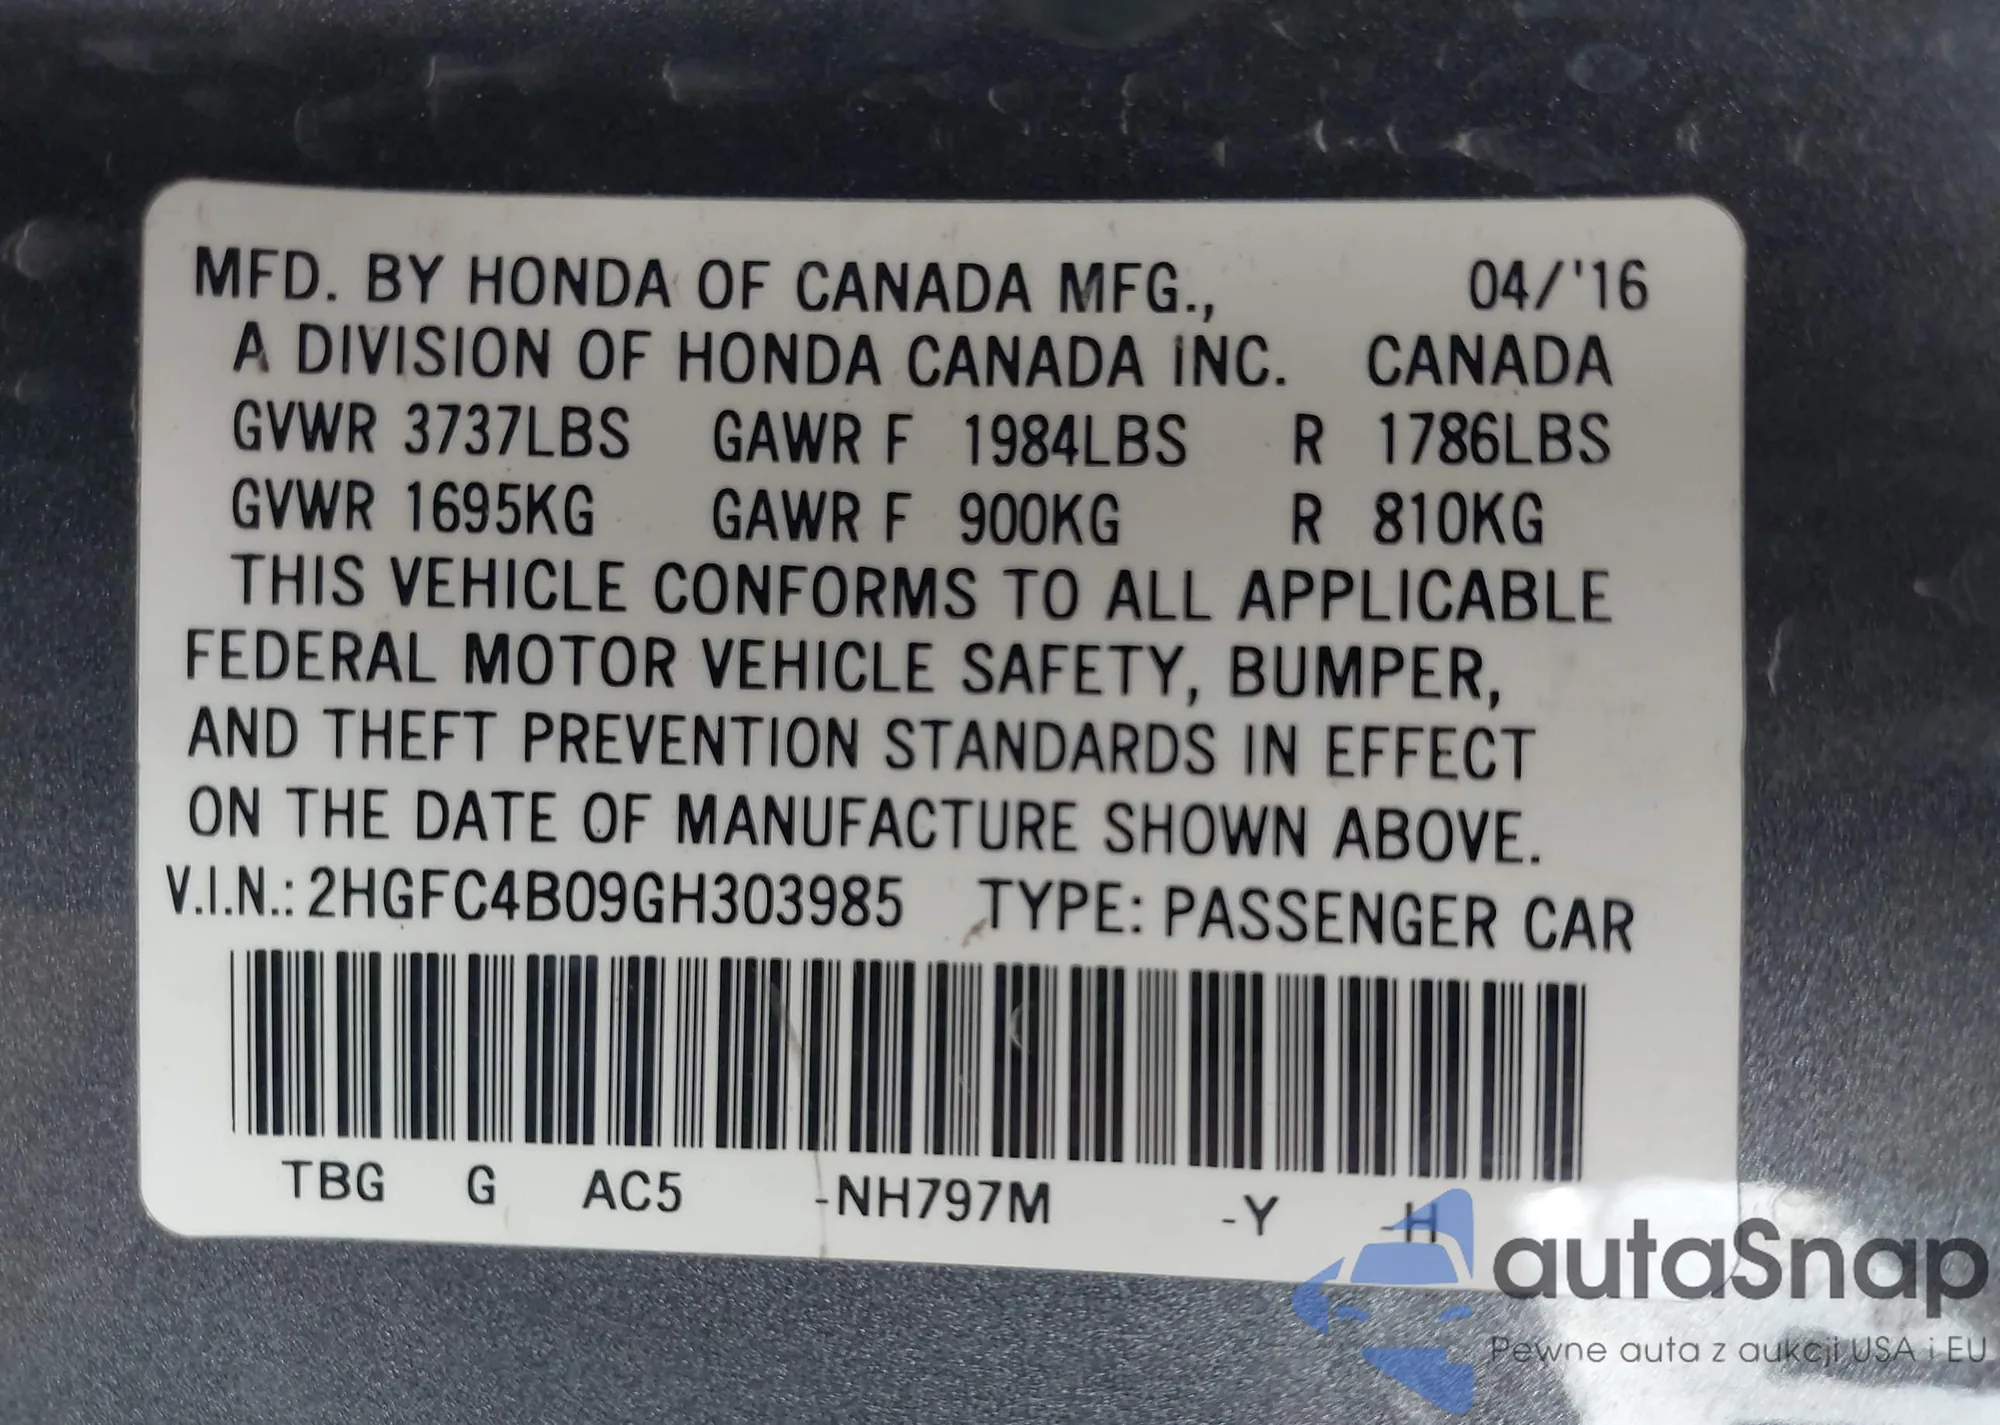 MFD. BY HONDA OF CANADA MFG., 04/'16
A DIVISION OF HONDA CANADA INC. CANADA
GVWR 3737LBS GAWR F 1984LBS R 1786LBS
GVWR 1695KG GAWR F 900KG R 810KG
THIS VEHICLE CONFORMS TO ALL APPLICABLE
FEDERAL MOTOR VEHICLE SAFETY, BUMPER,
AND THEFT PREVENTION STANDARDS IN EFFECT
ON THE DATE OF MANUFACTURE SHOWN ABOVE.
V.I.N.: 2HGFC4B09GH303985 TYPE: PASSENGER CAR
TBG G AC5 -NH797M -Y -H
autaSnap
Pewne auta z aukcji USA i EU